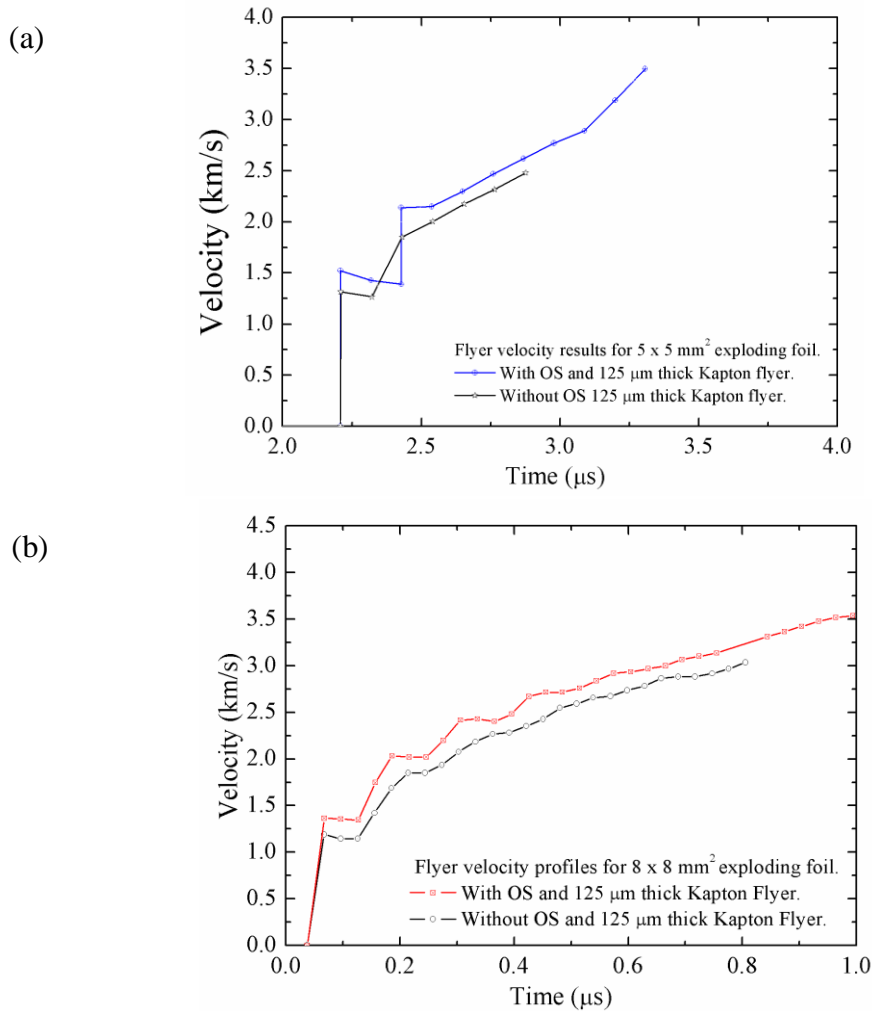 (a)
4.0
3.5
3.0
2.5
2.0
1.5
1.0
0.5
0.0
Velocity (km/s)
Flyer velocity results for 5 x 5 mm² exploding foil.
With OS and 125 μm thick Kapton flyer.
Without OS 125 μm thick Kapton flyer.
2.0 2.5 3.0 3.5 4.0
Time (μs)
(b)
4.5
4.0
3.5
3.0
2.5
2.0
1.5
1.0
0.5
0.0
Velocity (km/s)
Flyer velocity profiles for 8 x 8 mm² exploding foil.
With OS and 125 μm thick Kapton Flyer.
Without OS and 125 μm thick Kapton Flyer.
0.0 0.2 0.4 0.6 0.8 1.0
Time (μs)